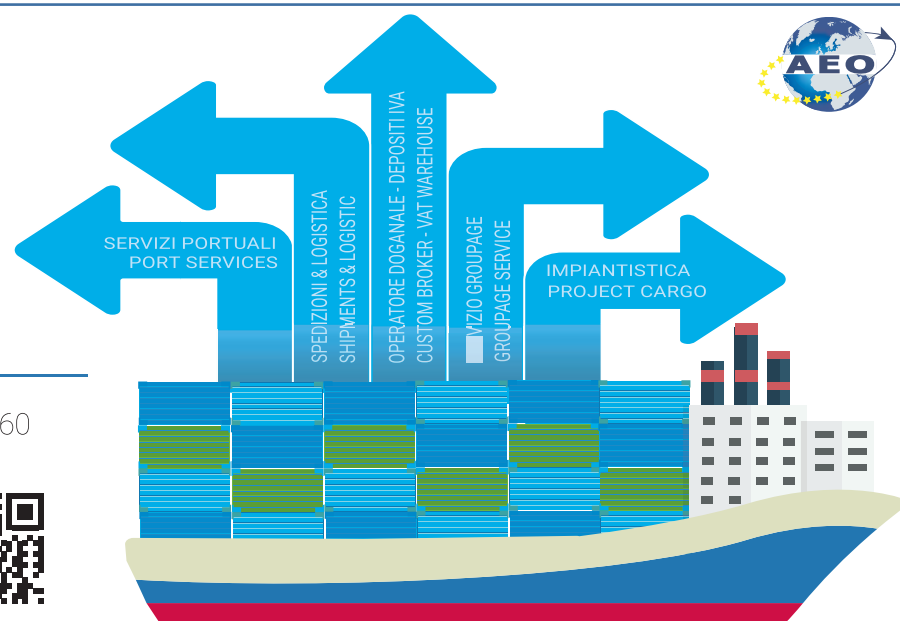 AEO
SERVIZI PORTUALI
PORT SERVICES
SPEDIZIONI & LOGISTICA
SHIPMENTS & LOGISTIC
OPERATORE DOGANALE - DEPOSITI IVA
CUSTOM BROKER - VAT WAREHOUSE
VIZIO GROUPAGE
GROUPAGE SERVICE
IMPIANTISTICA
PROJECT CARGO
60